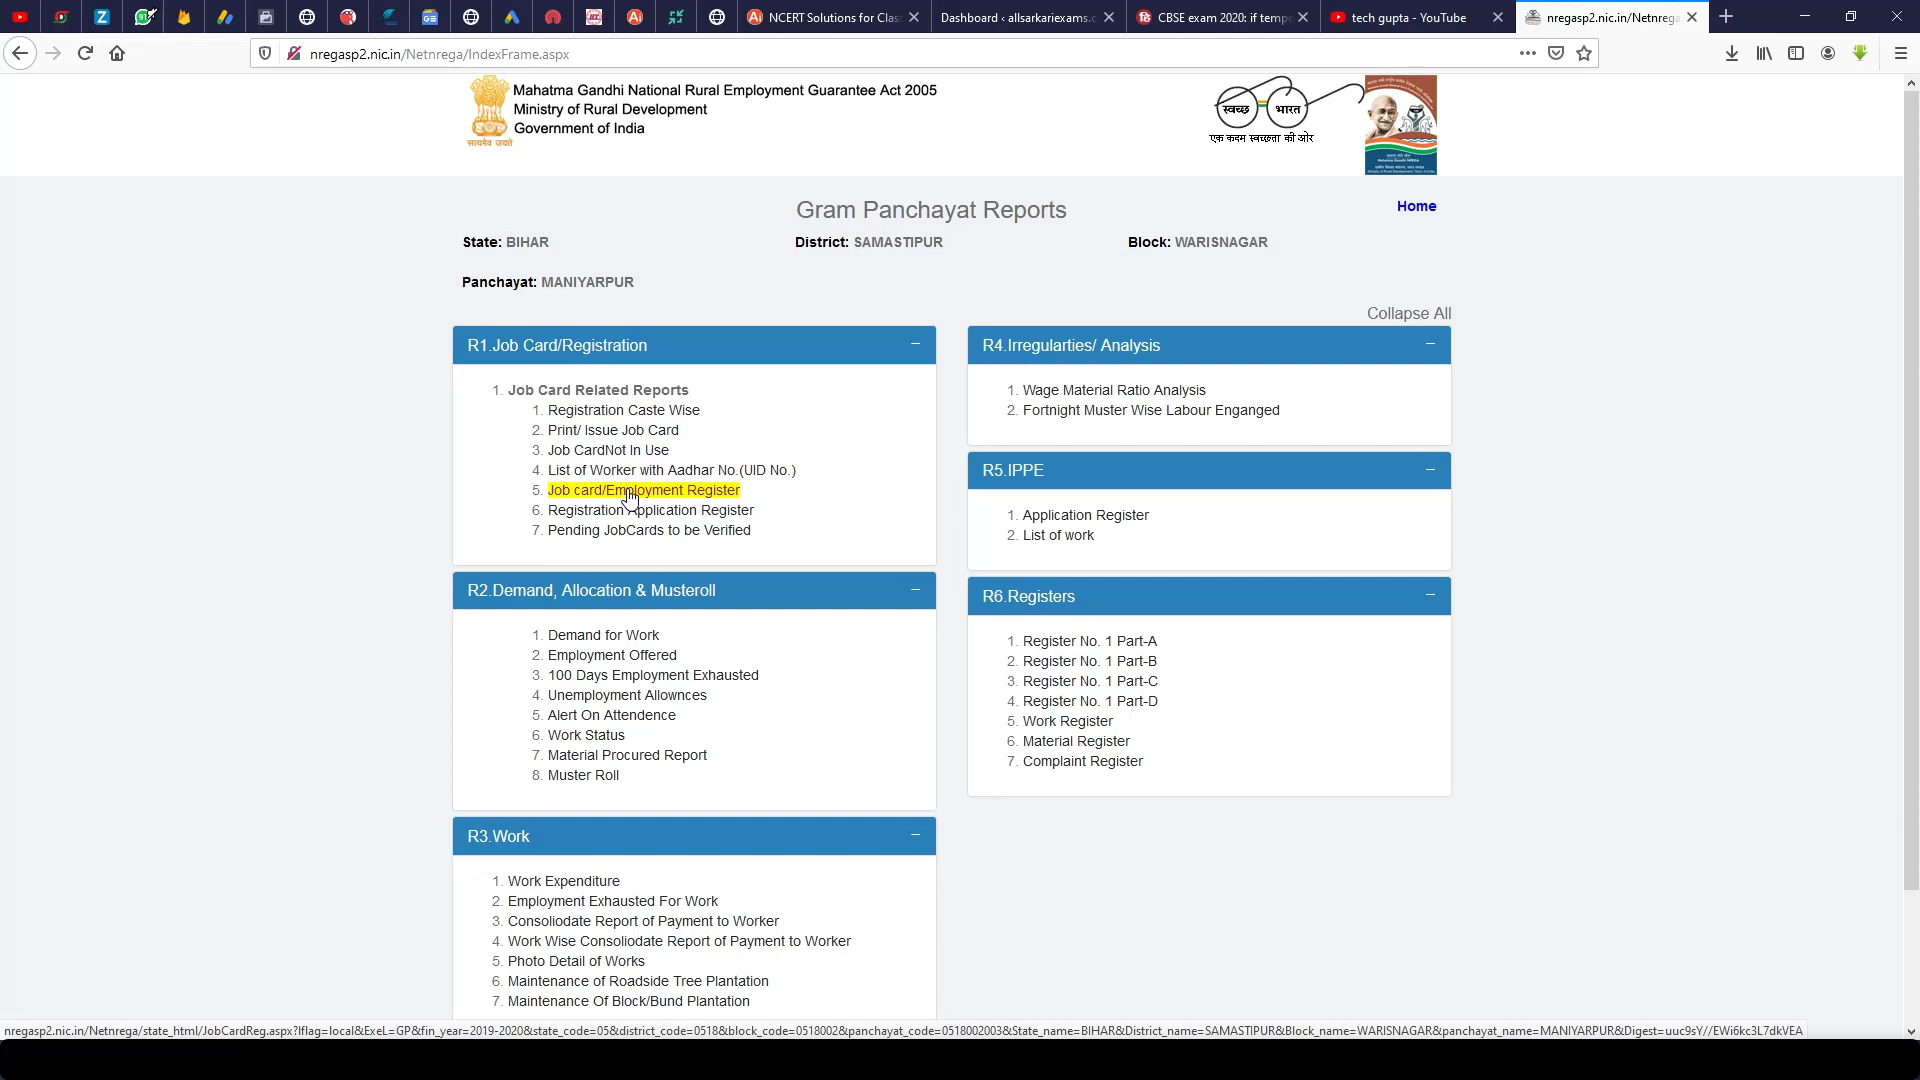 NCERT Solutions for Clas
Dashboard ‹ allsarkariexams.c
CBSE exam 2020: if tempe
tech gupta - YouTube
nregasp2.nic.in/Netnrega
nregasp2.nic.in/Netnrega/IndexFrame.aspx
Mahatma Gandhi National Rural Employment Guarantee Act 2005
Ministry of Rural Development
Government of India
सत्यमेव जयते
स्वच्छ भारत
एक कदम स्वच्छता की ओर
Gram Panchayat Reports
Home
State: BIHAR
District: SAMASTIPUR
Block: WARISNAGAR
Panchayat: MANIYARPUR
Collapse All
R1.Job Card/Registration
1. Job Card Related Reports
1. Registration Caste Wise
2. Print/ Issue Job Card
3. Job CardNot In Use
4. List of Worker with Aadhar No.(UID No.)
5. Job card/Employment Register
6. Registration Application Register
7. Pending JobCards to be Verified
R2.Demand, Allocation & Musteroll
1. Demand for Work
2. Employment Offered
3. 100 Days Employment Exhausted
4. Unemployment Allownces
5. Alert On Attendence
6. Work Status
7. Material Procured Report
8. Muster Roll
R3.Work
1. Work Expenditure
2. Employment Exhausted For Work
3. Consoliodate Report of Payment to Worker
4. Work Wise Consoliodate Report of Payment to Worker
5. Photo Detail of Works
6. Maintenance of Roadside Tree Plantation
7. Maintenance Of Block/Bund Plantation
R4.Irregularties/ Analysis
1. Wage Material Ratio Analysis
2. Fortnight Muster Wise Labour Enganged
R5.IPPE
1. Application Register
2. List of work
R6.Registers
1. Register No. 1 Part-A
2. Register No. 1 Part-B
3. Register No. 1 Part-C
4. Register No. 1 Part-D
5. Work Register
6. Material Register
7. Complaint Register
nregasp2.nic.in/Netnrega/state_html/JobCardReg.aspx?lflag=local&ExeL=GP&fin_year=2019-2020&state_code=05&district_code=0518&block_code=0518002&panchayat_code=0518002003&State_name=BIHAR&District_name=SAMASTIPUR&Block_name=WARISNAGAR&panchayat_name=MANIYARPUR&Digest=uuc9sY//EWi6kc3L7dkVEA